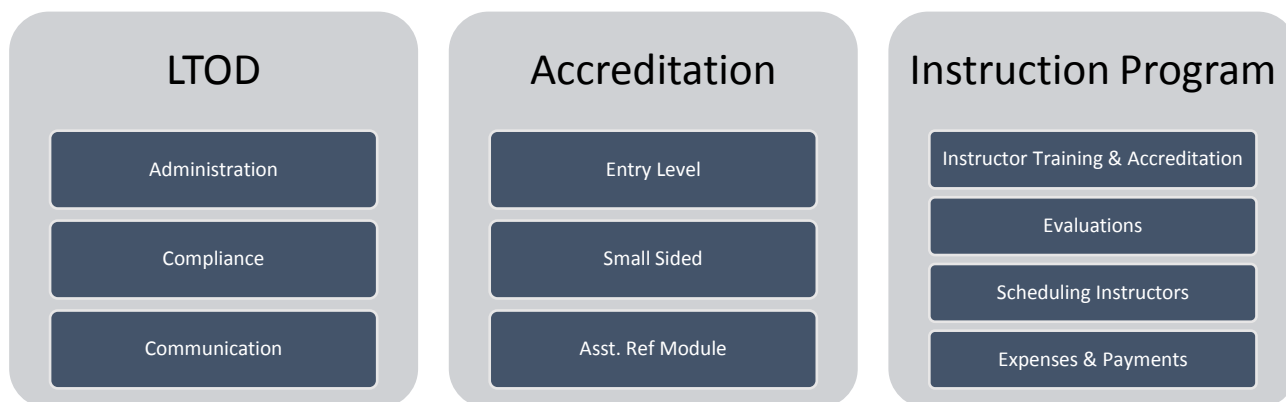 LTOD
Administration
Compliance
Communication
Accreditation
Entry Level
Small Sided
Asst. Ref Module
Instruction Program
Instructor Training & Accreditation
Evaluations
Scheduling Instructors
Expenses & Payments